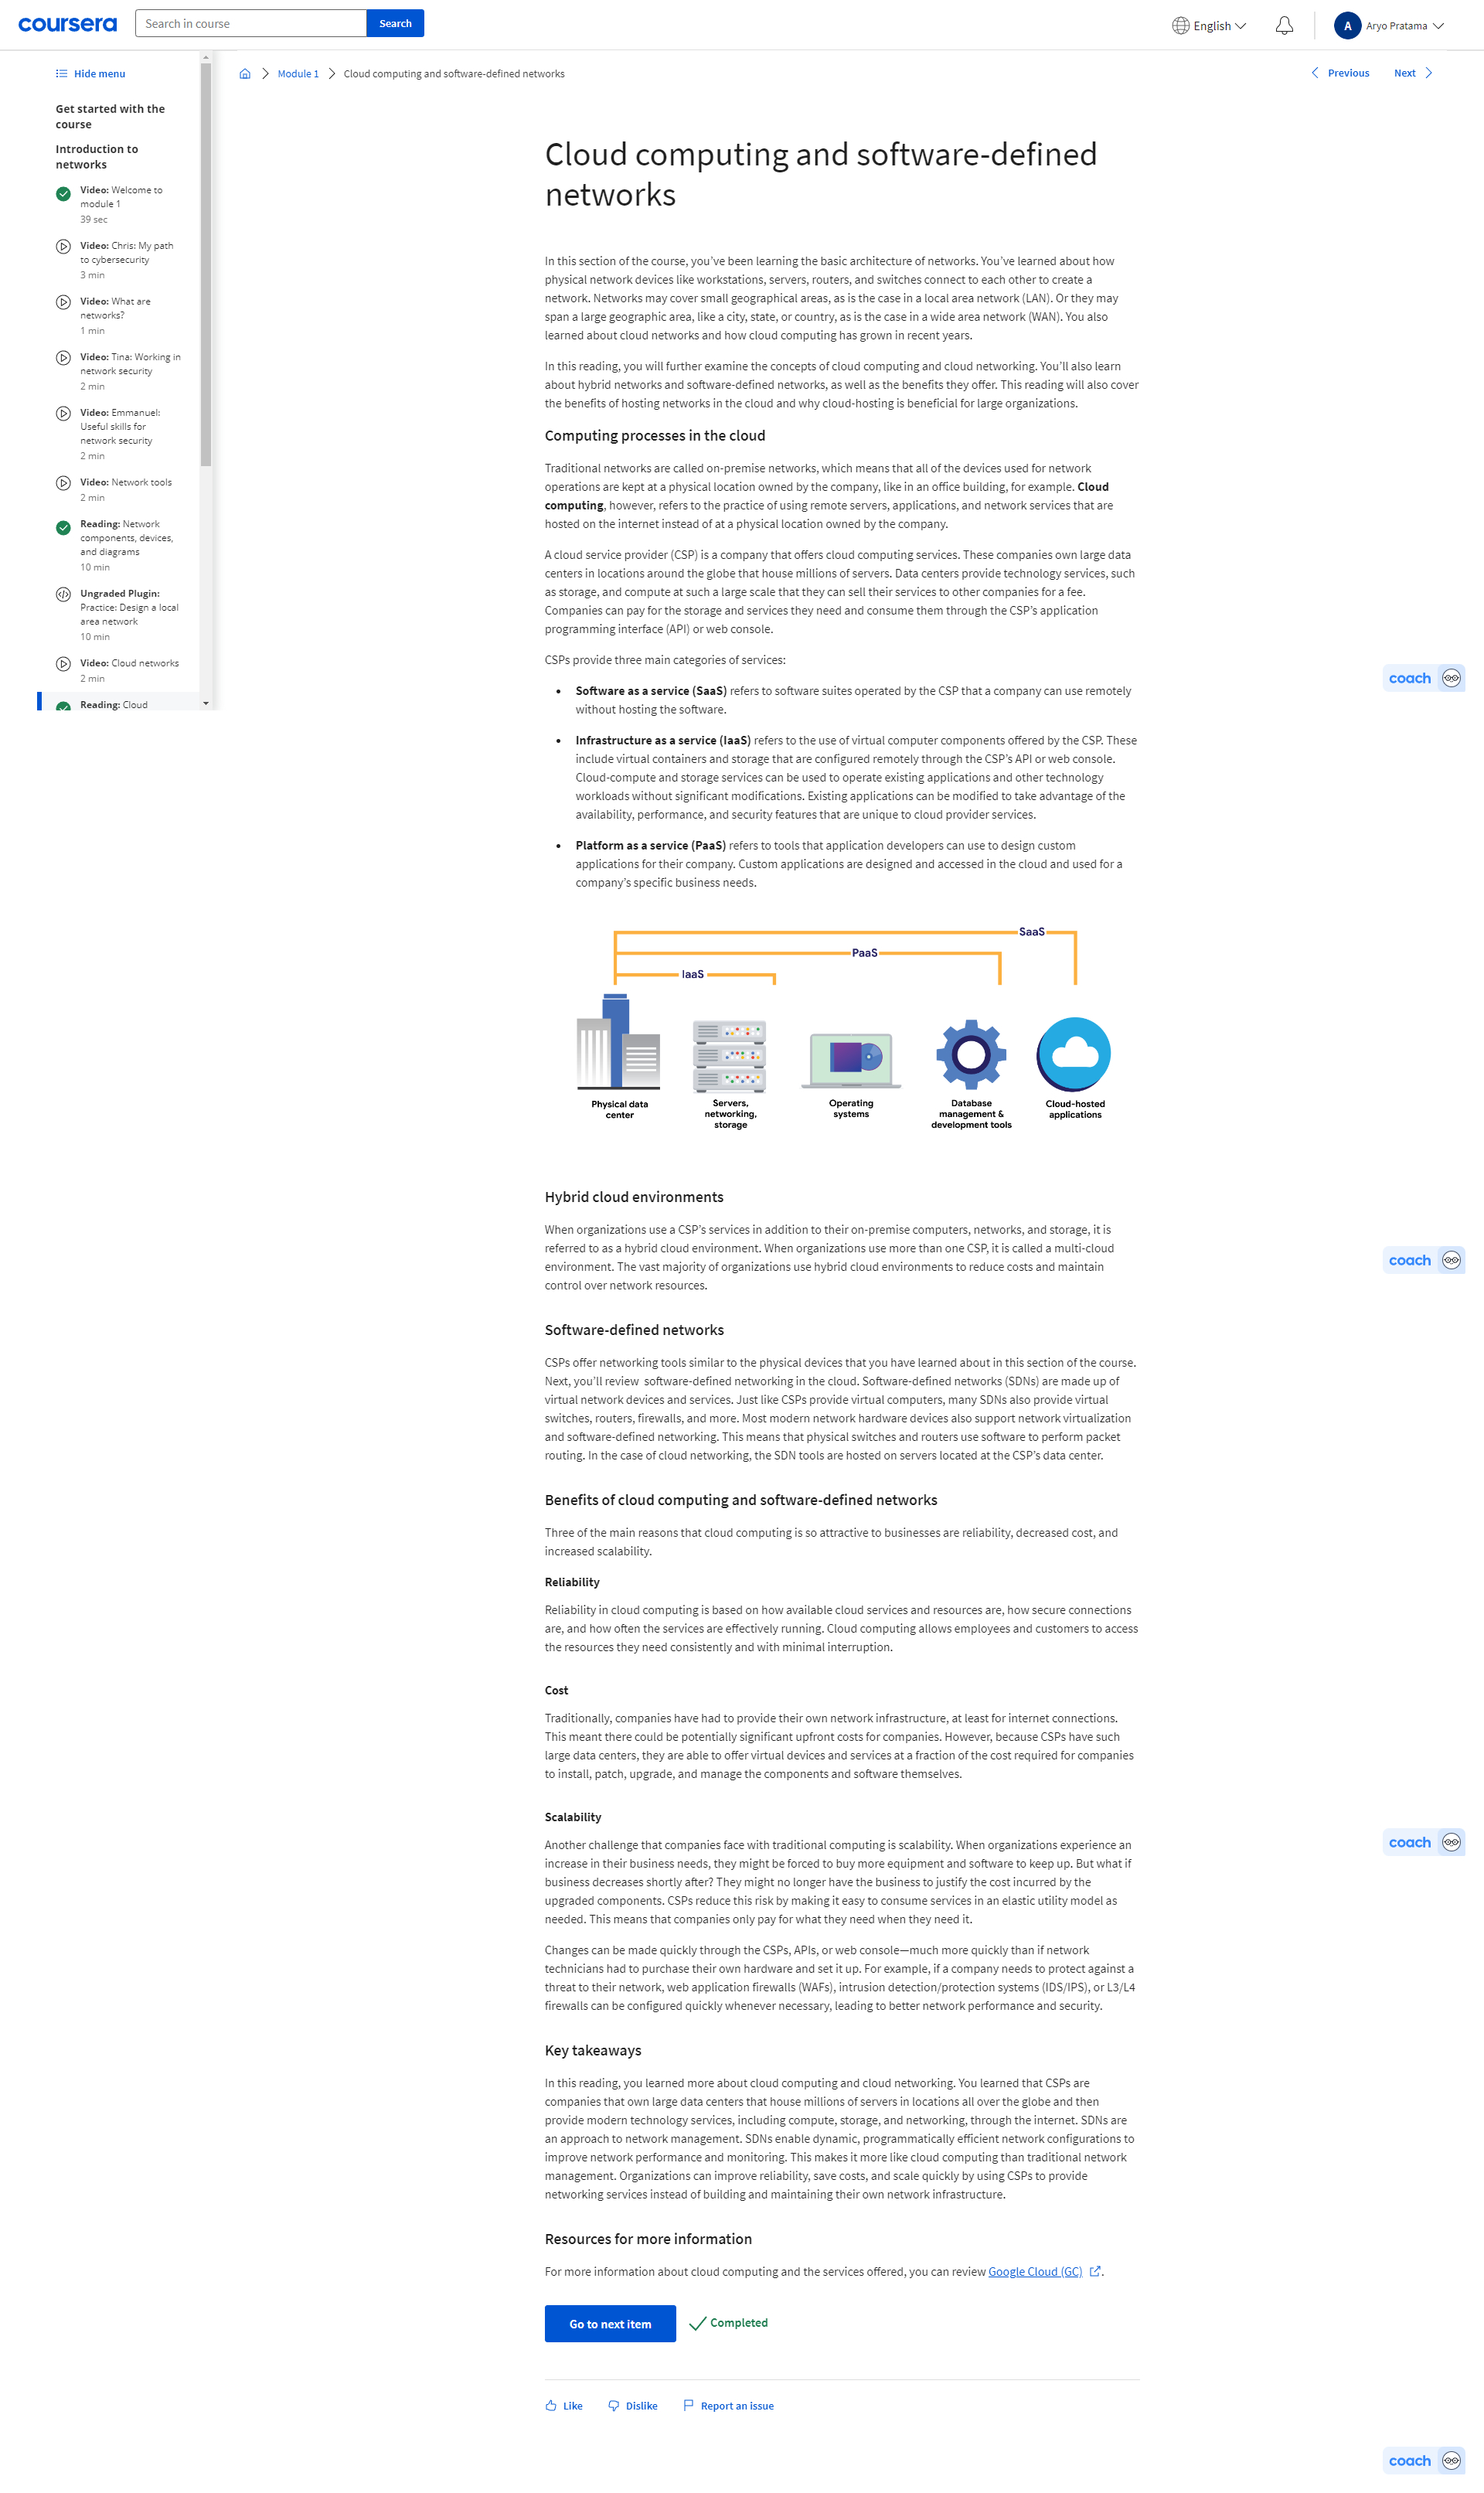 coursera
Search in course
Search
English
A
Aryo Pratama
Hide menu
Get started with the
course
Introduction to
networks
Video: Welcome to
module 1
39 sec
Video: Chris: My path
to cybersecurity
3 min
Video: What are
networks?
1 min
Video: Tina: Working in
network security
2 min
Video: Emmanuel:
Useful skills for
network security
2 min
Video: Network tools
2 min
Reading: Network
components, devices,
and diagrams
10 min
Ungraded Plugin:
Practice: Design a local
area network
10 min
Video: Cloud networks
2 min
Reading: Cloud
Module 1
Cloud computing and software-defined networks
Previous
Next
Cloud computing and software-defined
networks
In this section of the course, you’ve been learning the basic architecture of networks. You’ve learned about how
physical network devices like workstations, servers, routers, and switches connect to each other to create a
network. Networks may cover small geographical areas, as is the case in a local area network (LAN). Or they may
span a large geographic area, like a city, state, or country, as is the case in a wide area network (WAN). You also
learned about cloud networks and how cloud computing has grown in recent years.
In this reading, you will further examine the concepts of cloud computing and cloud networking. You’ll also learn
about hybrid networks and software-defined networks, as well as the benefits they offer. This reading will also cover
the benefits of hosting networks in the cloud and why cloud-hosting is beneficial for large organizations.
Computing processes in the cloud
Traditional networks are called on-premise networks, which means that all of the devices used for network
operations are kept at a physical location owned by the company, like in an office building, for example. Cloud
computing, however, refers to the practice of using remote servers, applications, and network services that are
hosted on the internet instead of at a physical location owned by the company.
A cloud service provider (CSP) is a company that offers cloud computing services. These companies own large data
centers in locations around the globe that house millions of servers. Data centers provide technology services, such
as storage, and compute at such a large scale that they can sell their services to other companies for a fee.
Companies can pay for the storage and services they need and consume them through the CSP’s application
programming interface (API) or web console.
CSPs provide three main categories of services:
coach
• Software as a service (SaaS) refers to software suites operated by the CSP that a company can use remotely
without hosting the software.
• Infrastructure as a service (IaaS) refers to the use of virtual computer components offered by the CSP. These
include virtual containers and storage that are configured remotely through the CSP’s API or web console.
Cloud-compute and storage services can be used to operate existing applications and other technology
workloads without significant modifications. Existing applications can be modified to take advantage of the
availability, performance, and security features that are unique to cloud provider services.
• Platform as a service (PaaS) refers to tools that application developers can use to design custom
applications for their company. Custom applications are designed and accessed in the cloud and used for a
company’s specific business needs.
SaaS
PaaS
IaaS
Physical data
center
Servers,
networking,
storage
Operating
systems
Database
management &
development tools
Cloud-hosted
applications
Hybrid cloud environments
When organizations use a CSP’s services in addition to their on-premise computers, networks, and storage, it is
referred to as a hybrid cloud environment. When organizations use more than one CSP, it is called a multi-cloud
environment. The vast majority of organizations use hybrid cloud environments to reduce costs and maintain
control over network resources.
coach
Software-defined networks
CSPs offer networking tools similar to the physical devices that you have learned about in this section of the course.
Next, you’ll review  software-defined networking in the cloud. Software-defined networks (SDNs) are made up of
virtual network devices and services. Just like CSPs provide virtual computers, many SDNs also provide virtual
switches, routers, firewalls, and more. Most modern network hardware devices also support network virtualization
and software-defined networking. This means that physical switches and routers use software to perform packet
routing. In the case of cloud networking, the SDN tools are hosted on servers located at the CSP’s data center.
Benefits of cloud computing and software-defined networks
Three of the main reasons that cloud computing is so attractive to businesses are reliability, decreased cost, and
increased scalability.
Reliability
Reliability in cloud computing is based on how available cloud services and resources are, how secure connections
are, and how often the services are effectively running. Cloud computing allows employees and customers to access
the resources they need consistently and with minimal interruption.
Cost
Traditionally, companies have had to provide their own network infrastructure, at least for internet connections.
This meant there could be potentially significant upfront costs for companies. However, because CSPs have such
large data centers, they are able to offer virtual devices and services at a fraction of the cost required for companies
to install, patch, upgrade, and manage the components and software themselves.
Scalability
coach
Another challenge that companies face with traditional computing is scalability. When organizations experience an
increase in their business needs, they might be forced to buy more equipment and software to keep up. But what if
business decreases shortly after? They might no longer have the business to justify the cost incurred by the
upgraded components. CSPs reduce this risk by making it easy to consume services in an elastic utility model as
needed. This means that companies only pay for what they need when they need it.
Changes can be made quickly through the CSPs, APIs, or web console—much more quickly than if network
technicians had to purchase their own hardware and set it up. For example, if a company needs to protect against a
threat to their network, web application firewalls (WAFs), intrusion detection/protection systems (IDS/IPS), or L3/L4
firewalls can be configured quickly whenever necessary, leading to better network performance and security.
Key takeaways
In this reading, you learned more about cloud computing and cloud networking. You learned that CSPs are
companies that own large data centers that house millions of servers in locations all over the globe and then
provide modern technology services, including compute, storage, and networking, through the internet. SDNs are
an approach to network management. SDNs enable dynamic, programmatically efficient network configurations to
improve network performance and monitoring. This makes it more like cloud computing than traditional network
management. Organizations can improve reliability, save costs, and scale quickly by using CSPs to provide
networking services instead of building and maintaining their own network infrastructure.
Resources for more information
For more information about cloud computing and the services offered, you can review Google Cloud (GC) .
Go to next item
Completed
Like
Dislike
Report an issue
coach